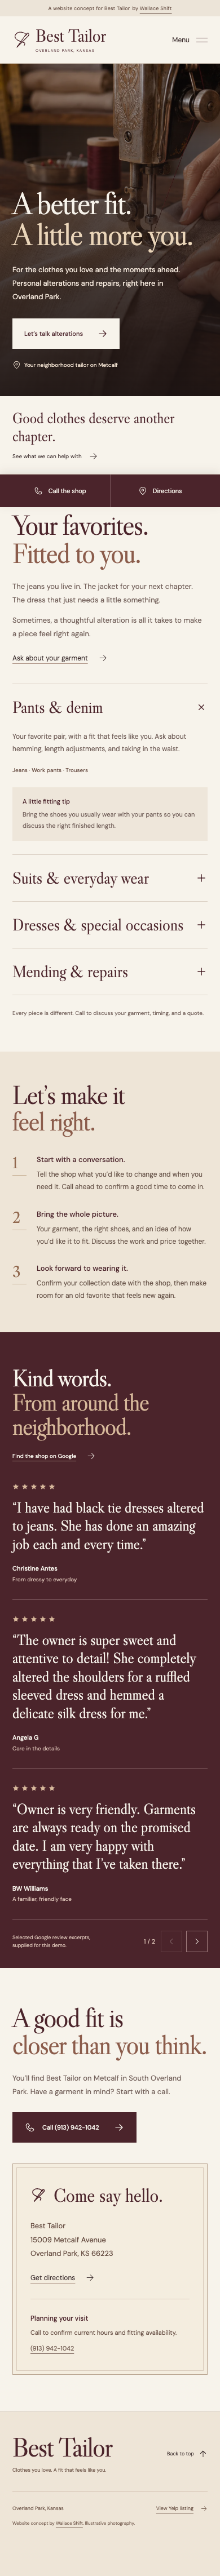 A website concept for Best Tailor by Wallace Shift
Best Tailor
OVERLAND PARK, KANSAS
Menu
A better fit.
A little more you.
For the clothes you love and the moments ahead.
Personal alterations and repairs, right here in
Overland Park.
Let's talk alterations
Your neighborhood tailor on Metcalf
Good clothes deserve another
chapter.
See what we can help with
Call the shop
Directions
Your favorites.
Fitted to you.
The jeans you live in. The jacket for your next chapter.
The dress that just needs a little something.
Sometimes, a thoughtful alteration is all it takes to make
a piece feel right again.
Ask about your garment
Pants & denim
Your favorite pair, with a fit that feels like you. Ask about
hemming, length adjustments, and taking in the waist.
Jeans · Work pants · Trousers
A little fitting tip
Bring the shoes you usually wear with your pants so you can
discuss the right finished length.
Suits & everyday wear
Dresses & special occasions
Mending & repairs
Every piece is different. Call to discuss your garment, timing, and a quote.
Let's make it
feel right.
1
Start with a conversation.
Tell the shop what you'd like to change and when you
need it. Call ahead to confirm a good time to come in.
2
Bring the whole picture.
Your garment, the right shoes, and an idea of how
you'd like it to fit. Discuss the work and price together.
3
Look forward to wearing it.
Confirm your collection date with the shop, then make
room for an old favorite that feels new again.
Kind words.
From around the
neighborhood.
Find the shop on Google
“I have had black tie dresses altered
to jeans. She has done an amazing
job each and every time.”
Christine Antes
From dressy to everyday
“The owner is super sweet and
attentive to detail! She completely
altered the shoulders for a ruffled
sleeved dress and hemmed a
delicate silk dress for me.”
Angela G
Care in the details
“Owner is very friendly. Garments
are always ready on the promised
date. I am very happy with
everything that I've taken there.”
BW Williams
A familiar, friendly face
Selected Google review excerpts,
supplied for this demo.
1 / 2
A good fit is
closer than you think.
You'll find Best Tailor on Metcalf in South Overland
Park. Have a garment in mind? Start with a call.
Call (913) 942-1042
Come say hello.
Best Tailor
15009 Metcalf Avenue
Overland Park, KS 66223
Get directions
Planning your visit
Call to confirm current hours and fitting availability.
(913) 942-1042
Best Tailor
Clothes you love. A fit that feels like you.
Back to top
Overland Park, Kansas
View Yelp listing
Website concept by Wallace Shift. Illustrative photography.